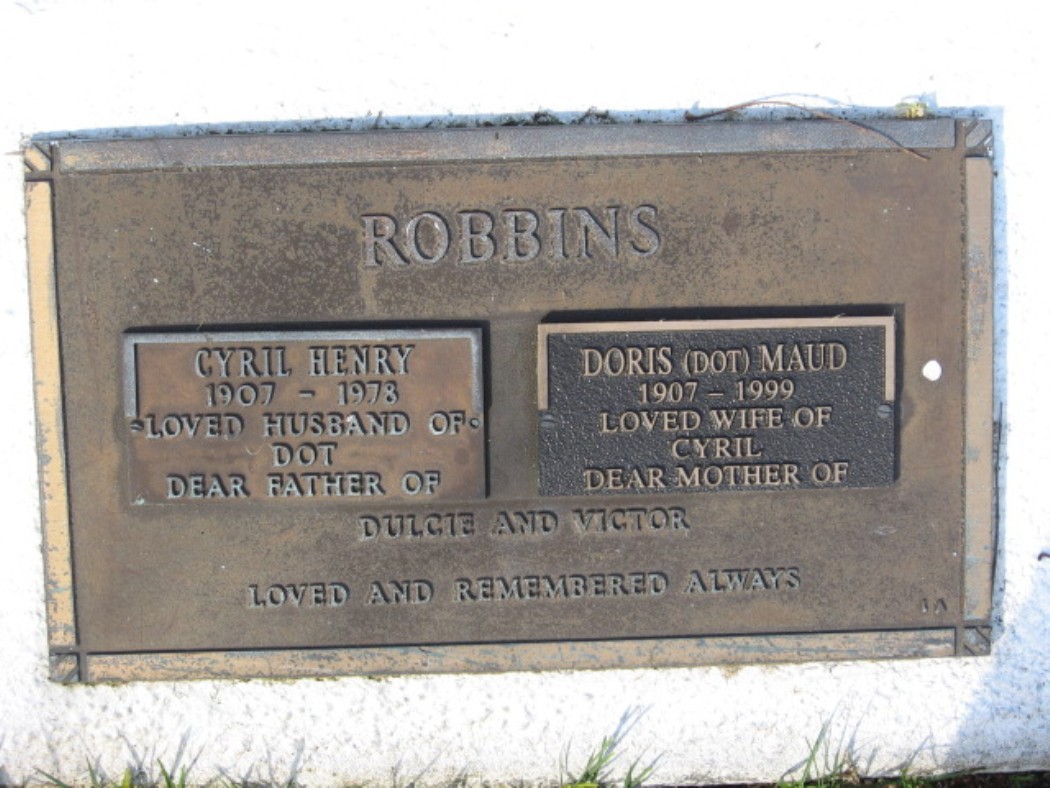 ROBBINS
CYRIL HENRY
1907 - 1978
LOVED HUSBAND OF
DOT
DEAR FATHER OF
DORIS (DOT) MAUD
1907 – 1999
LOVED WIFE OF
CYRIL
DEAR MOTHER OF
DULCIE AND VICTOR
LOVED AND REMEMBERED ALWAYS